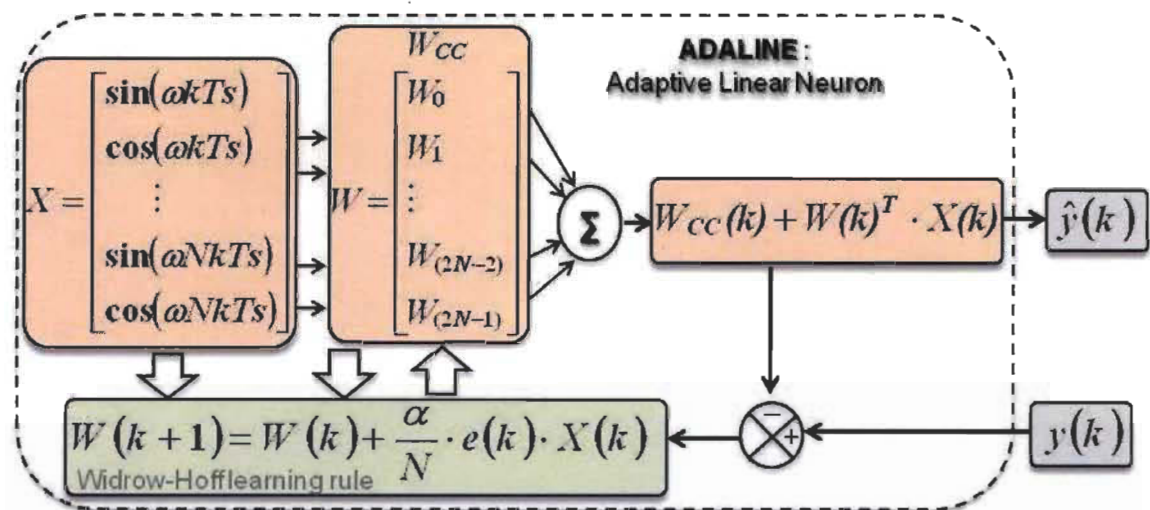 ADALINE:
Adaptive Linear Neuron
X = [sin(ωkTs)
cos(ωkTs)
⋮
sin(ωNkTs)
cos(ωNkTs)]
W_CC
W = [W_0
W_1
⋮
W_(2N−2)
W_(2N−1)]
Σ
W_CC(k) + W(k)^T · X(k)
ŷ(k)
−
+
y(k)
W(k + 1) = W(k) + α/N · e(k) · X(k)
Widrow-Hofflearning rule